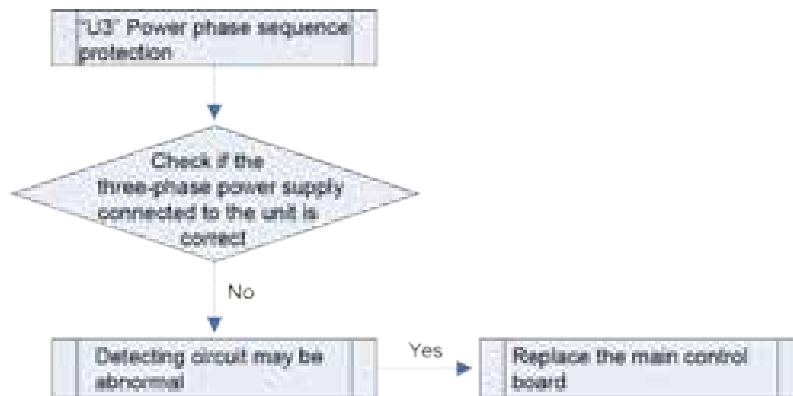 "U3" Power phase sequence
protection
Check if the
three-phase power supply
connected to the unit is
correct
No
Detecting circuit may be
abnormal
Yes
Replace the main control
board